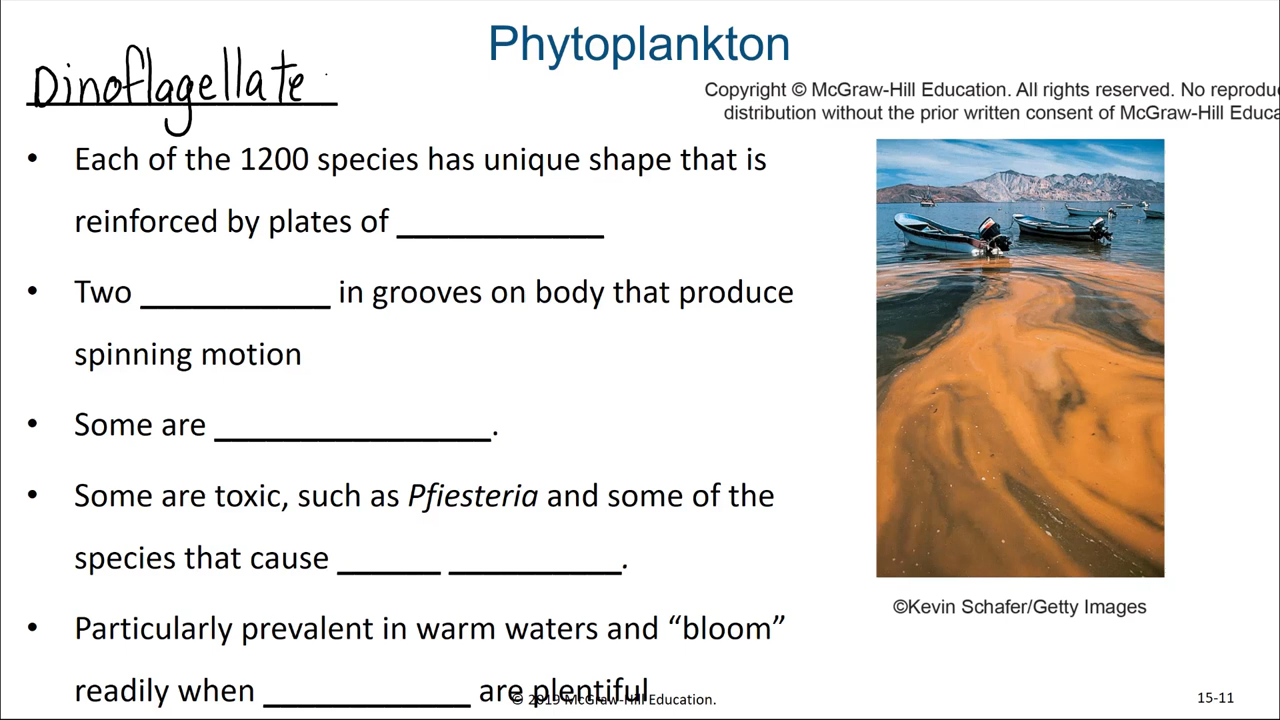 Phytoplankton
Dinoflagellate
Copyright © McGraw-Hill Education. All rights reserved. No
distribution without the prior written consent of McGraw-Hill
• Each of the 1200 species has unique shape that is
reinforced by plates of ____________
• Two ___________ in grooves on body that produce
spinning motion
• Some are ________________.
• Some are toxic, such as Pfiesteria and some of the
species that cause ______ __________.
• Particularly prevalent in warm waters and “bloom”
readily when ____________ are plentiful
©Kevin Schafer/Getty Images
© 2019 McGraw-Hill Education.
15-11